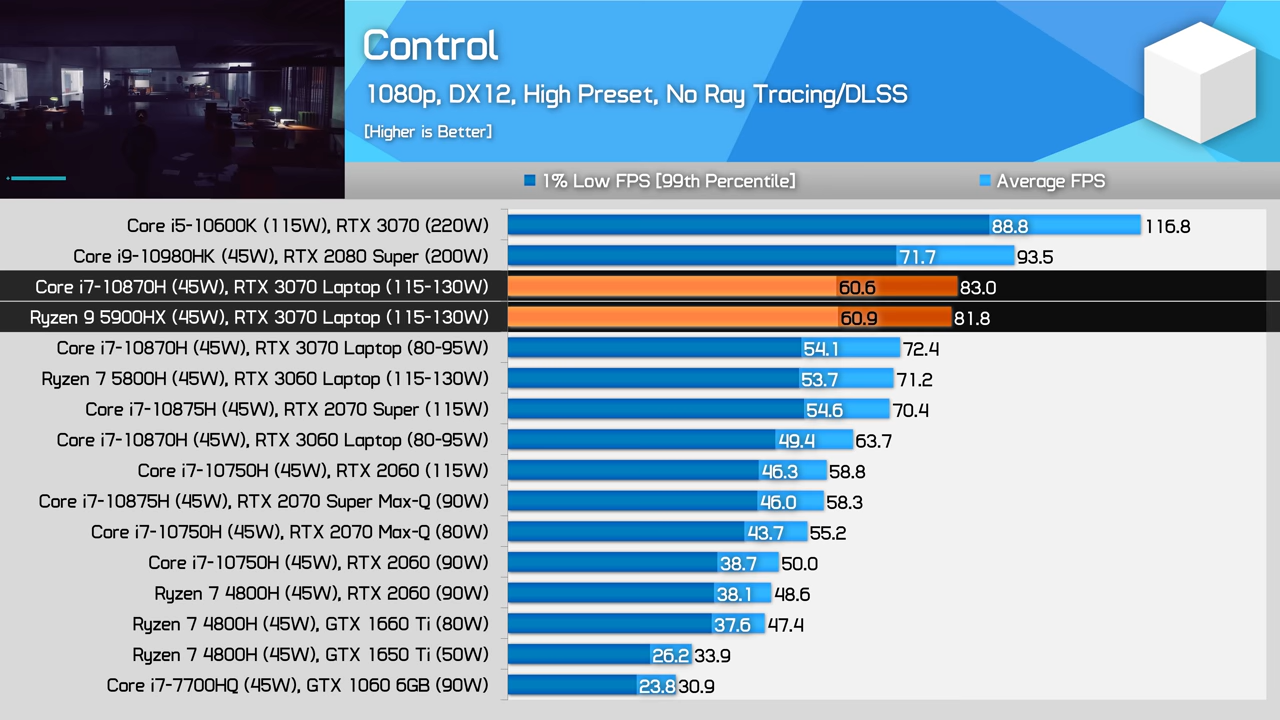 Control
1080p, DX12, High Preset, No Ray Tracing/DLSS
[Higher is Better]
1% Low FPS [99th Percentile] Average FPS
Core i5-10600K (115W), RTX 3070 (220W) 88.8 116.8
Core i9-10980HK (45W), RTX 2080 Super (200W) 71.7 93.5
Core i7-10870H (45W), RTX 3070 Laptop (115-130W) 60.6 83.0
Ryzen 9 5900HX (45W), RTX 3070 Laptop (115-130W) 60.9 81.8
Core i7-10870H (45W), RTX 3070 Laptop (80-95W) 54.1 72.4
Ryzen 7 5800H (45W), RTX 3060 Laptop (115-130W) 53.7 71.2
Core i7-10875H (45W), RTX 2070 Super (115W) 54.6 70.4
Core i7-10870H (45W), RTX 3060 Laptop (80-95W) 49.4 63.7
Core i7-10750H (45W), RTX 2060 (115W) 46.3 58.8
Core i7-10875H (45W), RTX 2070 Super Max-Q (90W) 46.0 58.3
Core i7-10750H (45W), RTX 2070 Max-Q (80W) 43.7 55.2
Core i7-10750H (45W), RTX 2060 (90W) 38.7 50.0
Ryzen 7 4800H (45W), RTX 2060 (90W) 38.1 48.6
Ryzen 7 4800H (45W), GTX 1660 Ti (80W) 37.6 47.4
Ryzen 7 4800H (45W), GTX 1650 Ti (50W) 26.2 33.9
Core i7-7700HQ (45W), GTX 1060 6GB (90W) 23.8 30.9